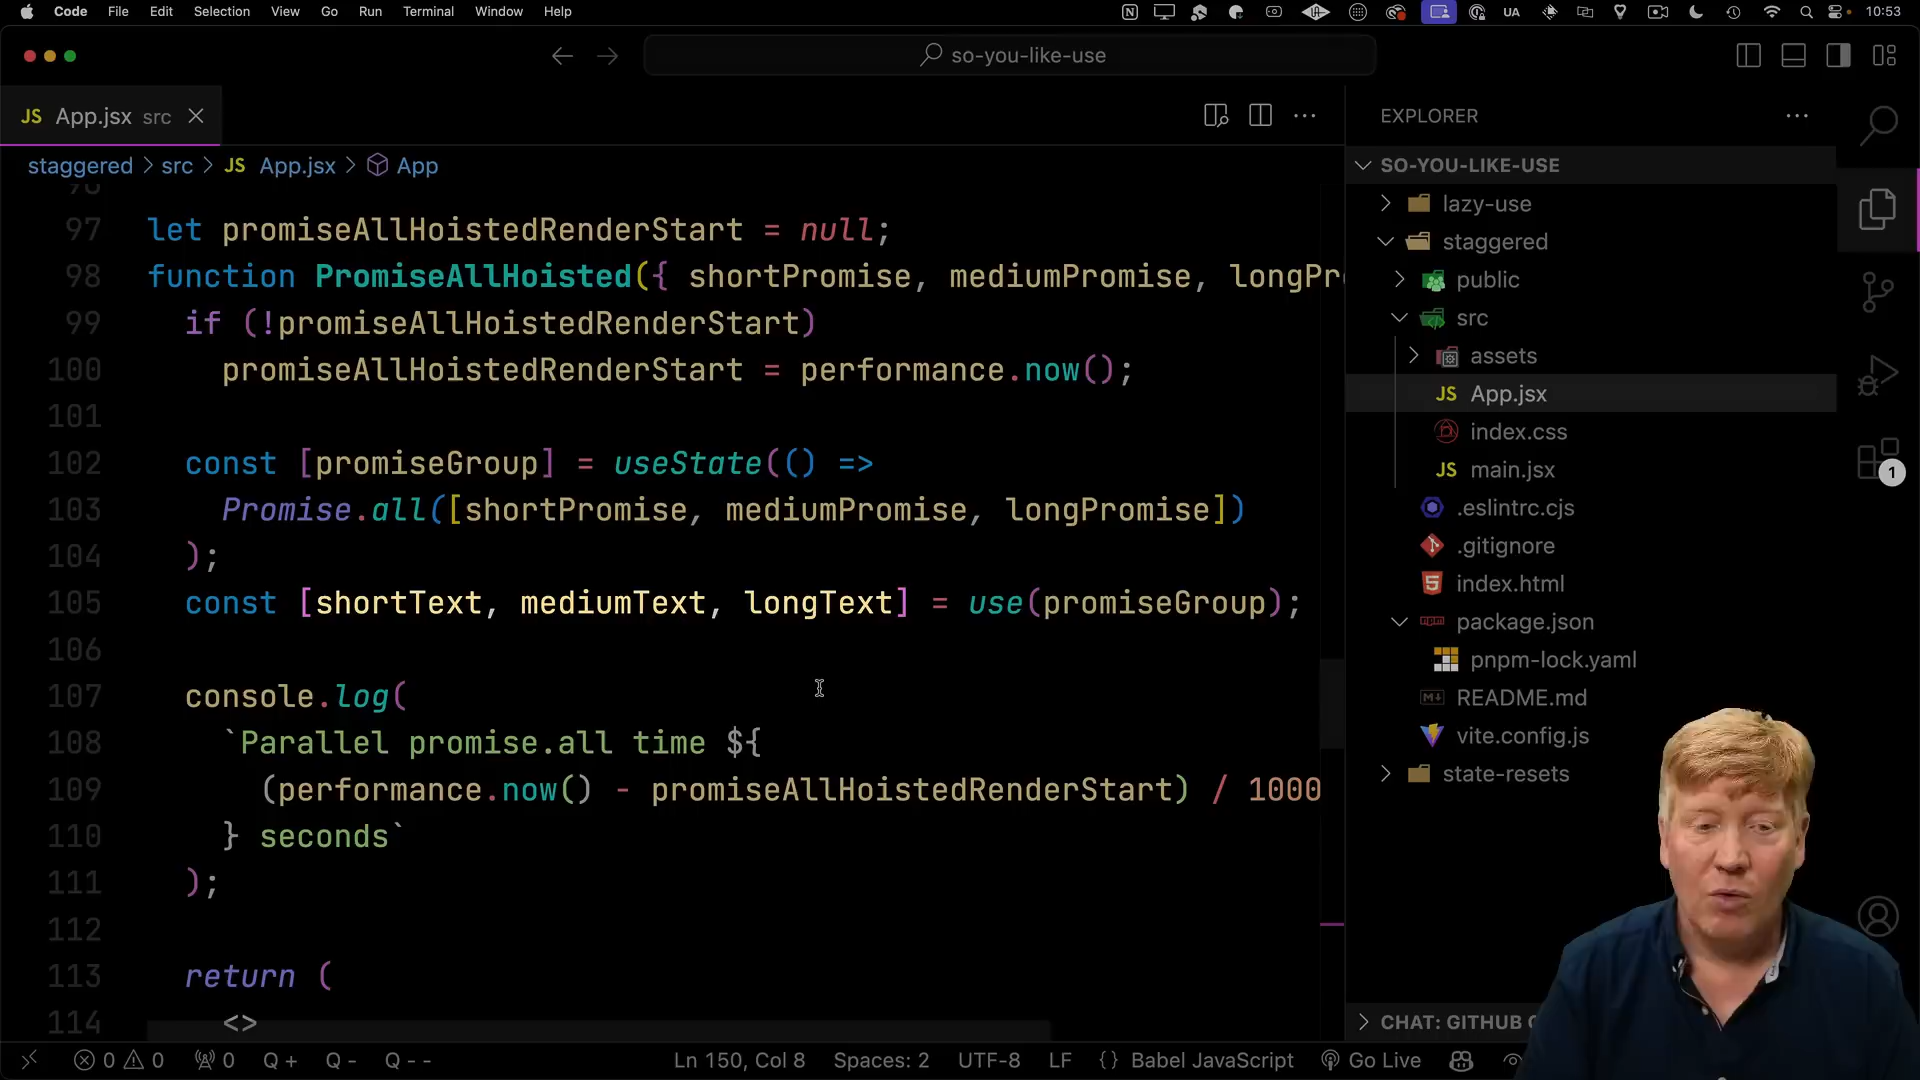 Code File Edit Selection View Go Run Terminal Window Help UA 10:53
so-you-like-use
JS App.jsx src
staggered > src > JS App.jsx > App
97 let promiseAllHoistedRenderStart = null;
98 function PromiseAllHoisted({ shortPromise, mediumPromise, longPr
99 if (!promiseAllHoistedRenderStart)
100 promiseAllHoistedRenderStart = performance.now();
101
102 const [promiseGroup] = useState(() =>
103 Promise.all([shortPromise, mediumPromise, longPromise])
104 );
105 const [shortText, mediumText, longText] = use(promiseGroup);
106
107 console.log(
108 `Parallel promise.all time ${
109 (performance.now() - promiseAllHoistedRenderStart) / 1000
110 } seconds`
111 );
112
113 return (
114 <>
EXPLORER
SO-YOU-LIKE-USE
lazy-use
staggered
public
src
assets
JS App.jsx
index.css
JS main.jsx
.eslintrc.cjs
.gitignore
index.html
package.json
pnpm-lock.yaml
README.md
vite.config.js
state-resets
1
CHAT: GITHUB
0 0 0 Q + Q - Q -- Ln 150, Col 8 Spaces: 2 UTF-8 LF {} Babel JavaScript Go Live